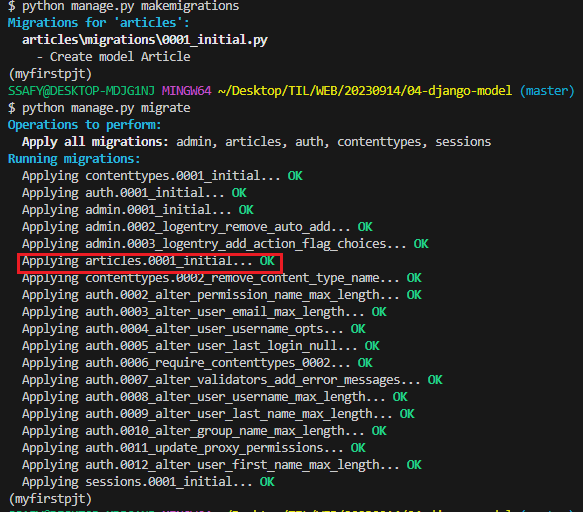 $ python manage.py makemigrations
Migrations for 'articles':
articles\migrations\0001_initial.py
- Create model Article
(myfirstpjt)
SSAFY@DESKTOP-MDJG1NJ MINGW64 ~/Desktop/TIL/WEB/20230914/04-django-model (master)
$ python manage.py migrate
Operations to perform:
Apply all migrations: admin, articles, auth, contenttypes, sessions
Running migrations:
Applying contenttypes.0001_initial... OK
Applying auth.0001_initial... OK
Applying admin.0001_initial... OK
Applying admin.0002_logentry_remove_auto_add... OK
Applying admin.0003_logentry_add_action_flag_choices... OK
Applying articles.0001_initial... OK
Applying contenttypes.0002_remove_content_type_name... OK
Applying auth.0002_alter_permission_name_max_length... OK
Applying auth.0003_alter_user_email_max_length... OK
Applying auth.0004_alter_user_username_opts... OK
Applying auth.0005_alter_user_last_login_null... OK
Applying auth.0006_require_contenttypes_0002... OK
Applying auth.0007_alter_validators_add_error_messages... OK
Applying auth.0008_alter_user_username_max_length... OK
Applying auth.0009_alter_user_last_name_max_length... OK
Applying auth.0010_alter_group_name_max_length... OK
Applying auth.0011_update_proxy_permissions... OK
Applying auth.0012_alter_user_first_name_max_length... OK
Applying sessions.0001_initial... OK
(myfirstpjt)